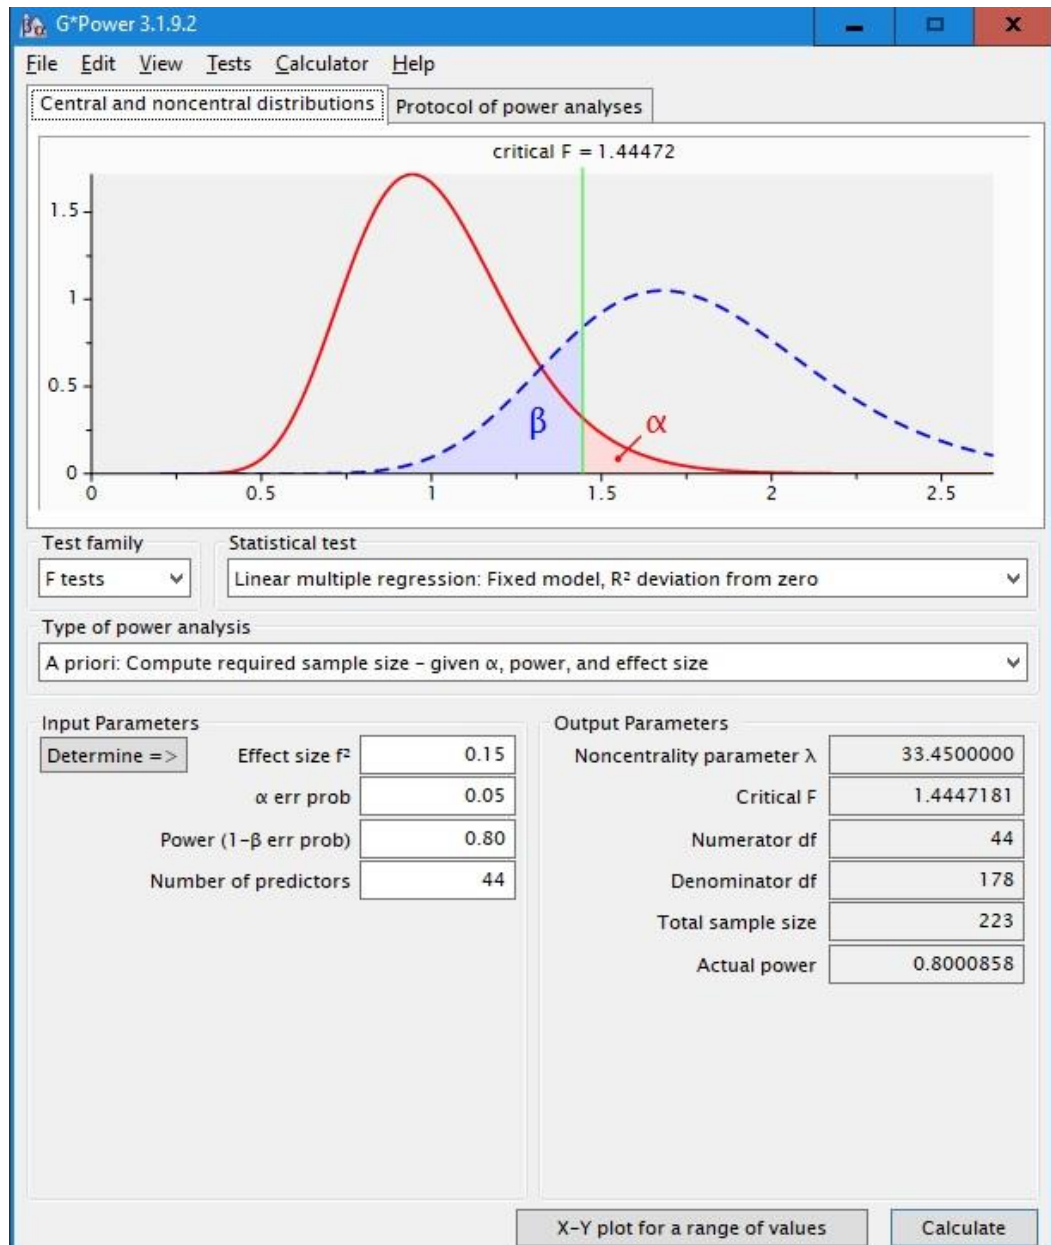 G*Power 3.1.9.2
File Edit View Tests Calculator Help
Central and noncentral distributions Protocol of power analyses
critical F = 1.44472
1.5
1
0.5
0
β
α
0 0.5 1 1.5 2 2.5
Test family Statistical test
F tests Linear multiple regression: Fixed model, R² deviation from zero
Type of power analysis
A priori: Compute required sample size – given α, power, and effect size
Input Parameters
Determine => Effect size f² 0.15
α err prob 0.05
Power (1–β err prob) 0.80
Number of predictors 44
Output Parameters
Noncentrality parameter λ 33.4500000
Critical F 1.4447181
Numerator df 44
Denominator df 178
Total sample size 223
Actual power 0.8000858
X–Y plot for a range of values Calculate